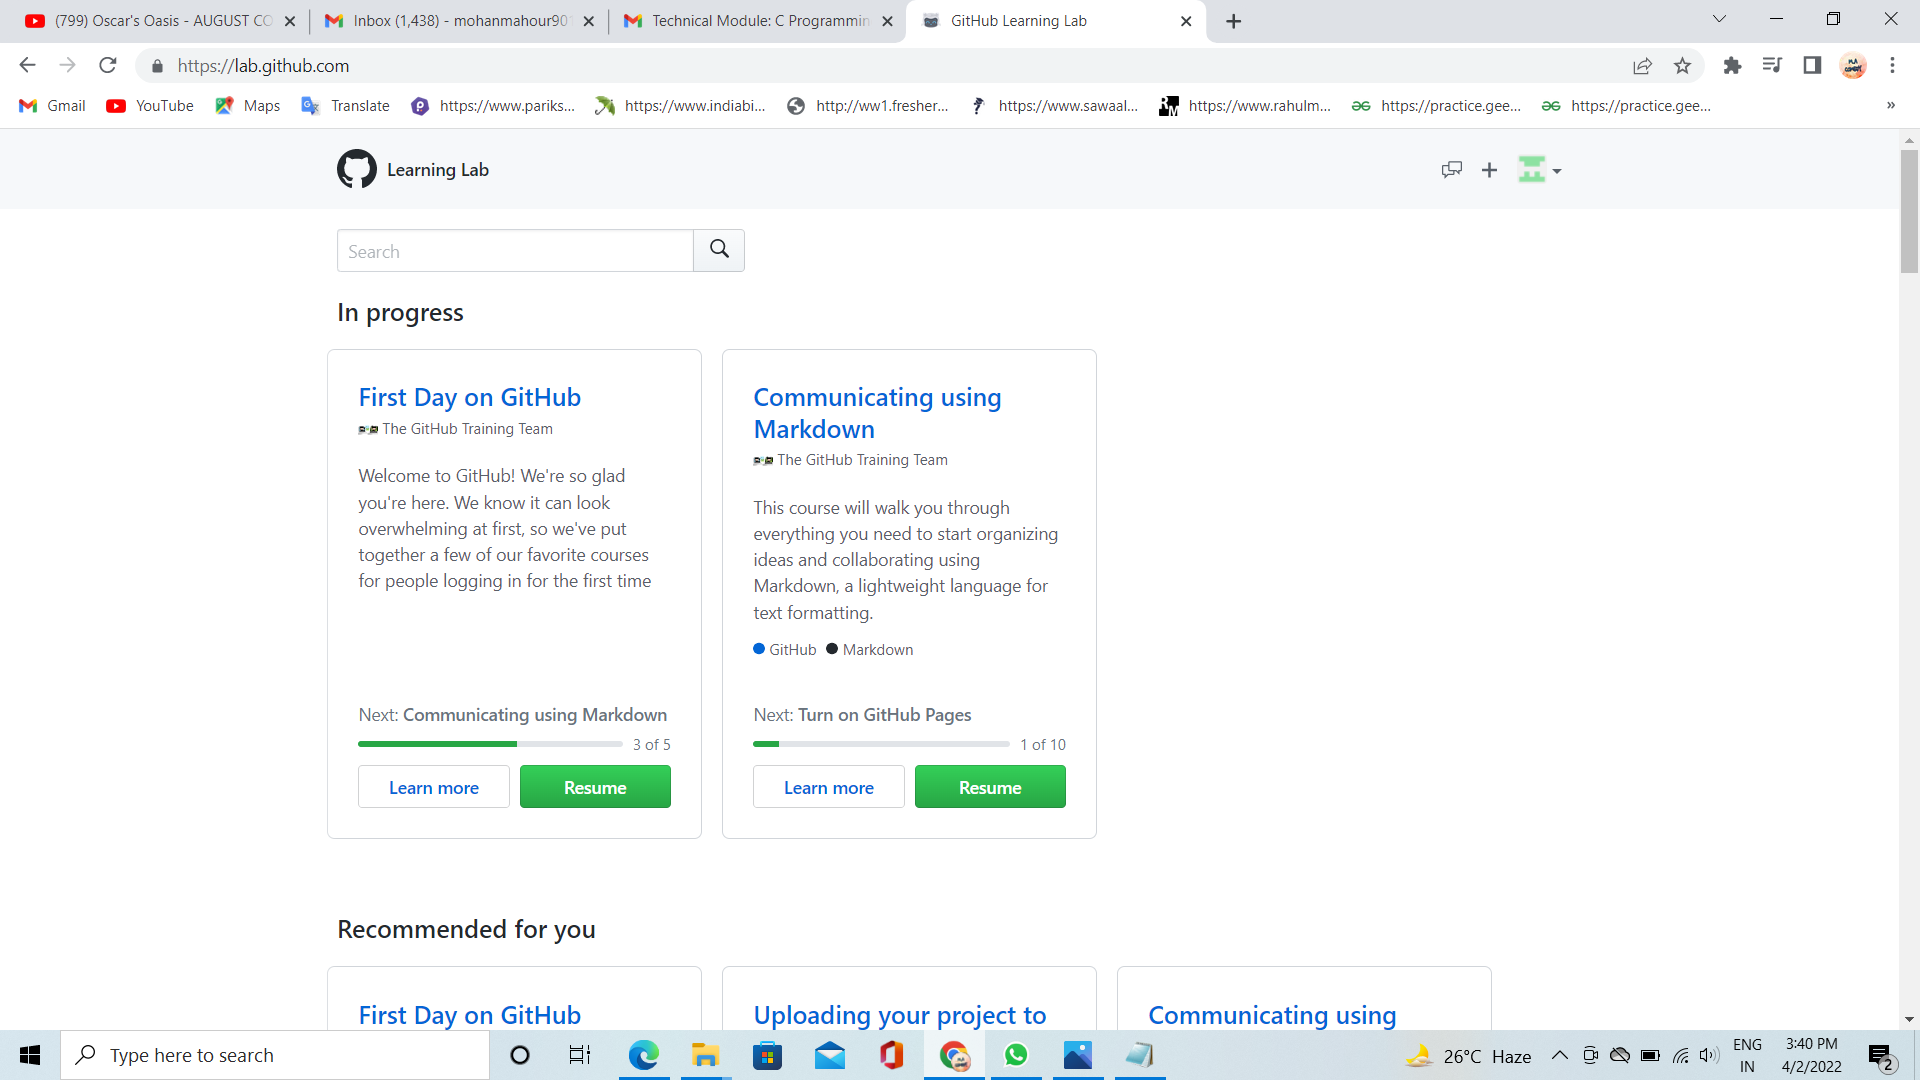 (799) Oscar's Oasis - AUGUST CO
Inbox (1,438) - mohanmahour901
Technical Module: C Programmin
GitHub Learning Lab
https://lab.github.com
Gmail
YouTube
Maps
Translate
https://www.pariks...
https://www.indiabi...
http://ww1.fresher...
https://www.sawaal...
https://www.rahulm...
https://practice.gee...
https://practice.gee...
»
Learning Lab
Search
In progress
First Day on GitHub
The GitHub Training Team
Welcome to GitHub! We're so glad
you're here. We know it can look
overwhelming at first, so we've put
together a few of our favorite courses
for people logging in for the first time
Next: Communicating using Markdown
3 of 5
Learn more
Resume
Communicating using
Markdown
The GitHub Training Team
This course will walk you through
everything you need to start organizing
ideas and collaborating using
Markdown, a lightweight language for
text formatting.
GitHub
Markdown
Next: Turn on GitHub Pages
1 of 10
Learn more
Resume
Recommended for you
First Day on GitHub
Uploading your project to
Communicating using
Type here to search
26°C Haze
ENG
IN
3:40 PM
4/2/2022
2